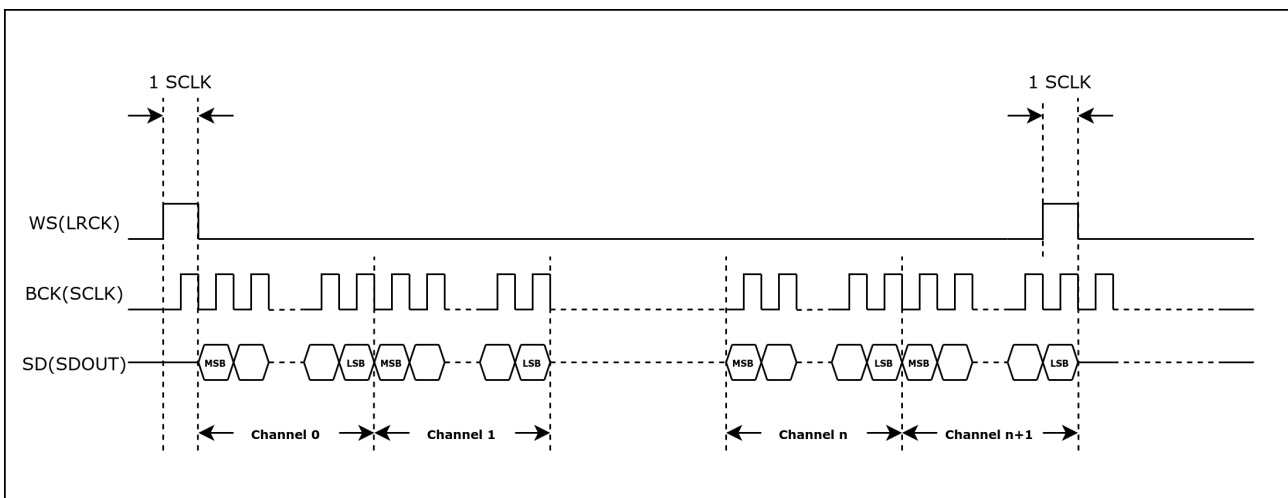 1 SCLK 1 SCLK
WS(LRCK)
BCK(SCLK)
SD(SDOUT) MSB LSB MSB LSB MSB LSB MSB LSB
Channel 0 Channel 1 Channel n Channel n+1